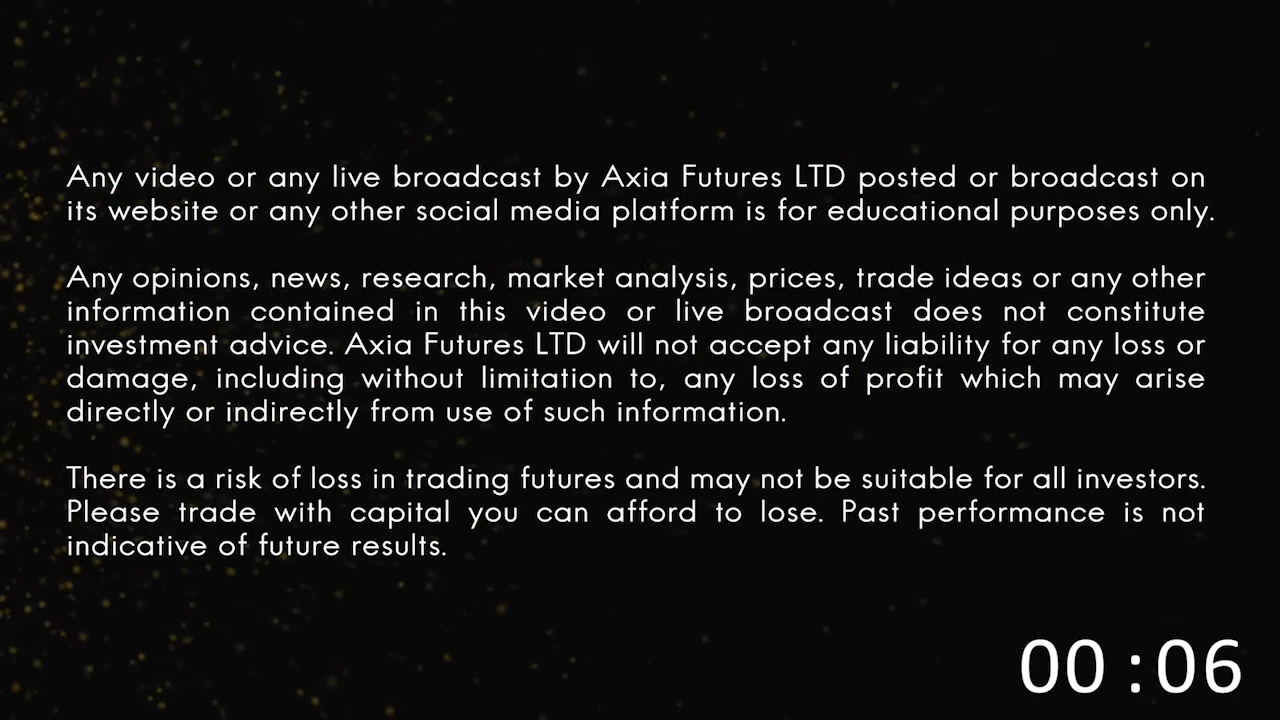 Any video or any live broadcast by Axia Futures LTD posted or broadcast on
its website or any other social media platform is for educational purposes only.
Any opinions, news, research, market analysis, prices, trade ideas or any other
information contained in this video or live broadcast does not constitute
investment advice. Axia Futures LTD will not accept any liability for any loss or
damage, including without limitation to, any loss of profit which may arise
directly or indirectly from use of such information.
There is a risk of loss in trading futures and may not be suitable for all investors.
Please trade with capital you can afford to lose. Past performance is not
indicative of future results.
00 :06